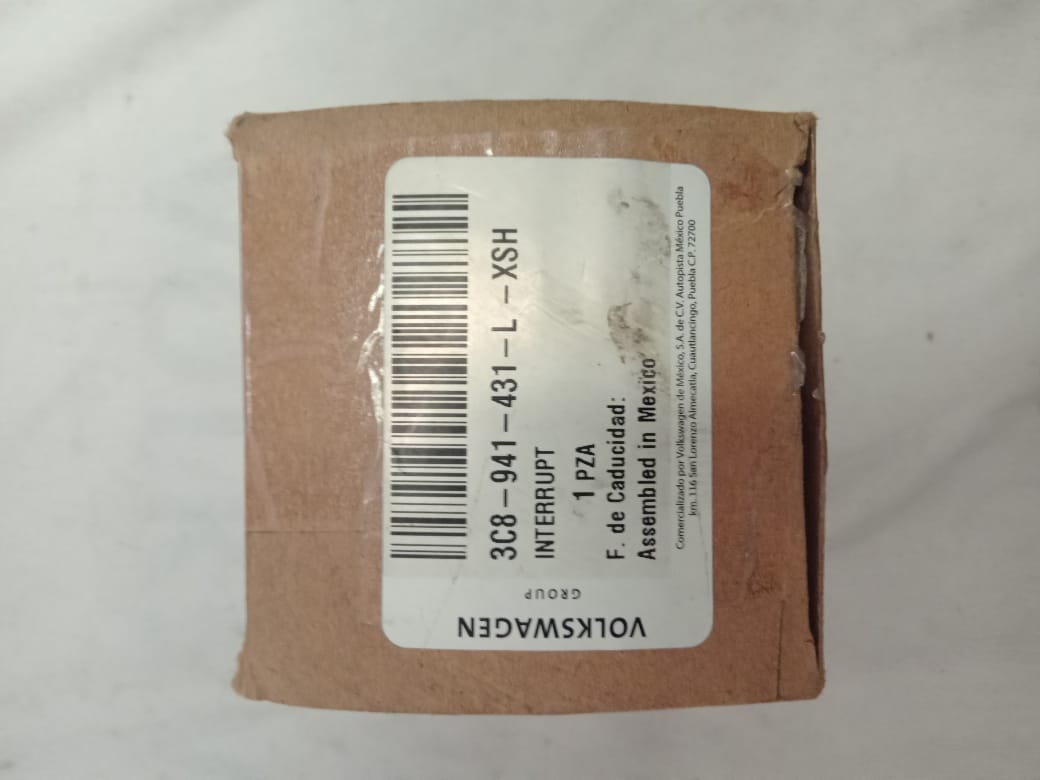 3C8-941-431-L -XSH
INTERRUPT
1 PZA
F. de Caducidad:
Assembled in Mexico
Comercializado por Volkswagen de México, S.A. de C.V. Autopista México Puebla
km. 116 San Lorenzo Almecatla, Cuautlancingo, Puebla C.P. 72700
VOLKSWAGEN
GROUP